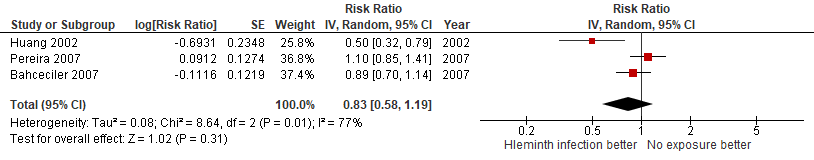 Risk Ratio Risk Ratio
Study or Subgroup log[Risk Ratio] SE Weight IV, Random, 95% CI Year IV, Random, 95% CI
Huang 2002 -0.6931 0.2348 25.8% 0.50 [0.32, 0.79] 2002
Pereira 2007 0.0912 0.1274 36.8% 1.10 [0.85, 1.41] 2007
Bahceciler 2007 -0.1116 0.1219 37.4% 0.89 [0.70, 1.14] 2007
Total (95% CI) 100.0% 0.83 [0.58, 1.19]
Heterogeneity: Tau² = 0.08; Chi² = 8.64, df = 2 (P = 0.01); I² = 77%
Test for overall effect: Z = 1.02 (P = 0.31)
0.2 0.5 1 2 5
Hleminth infection better No exposure better